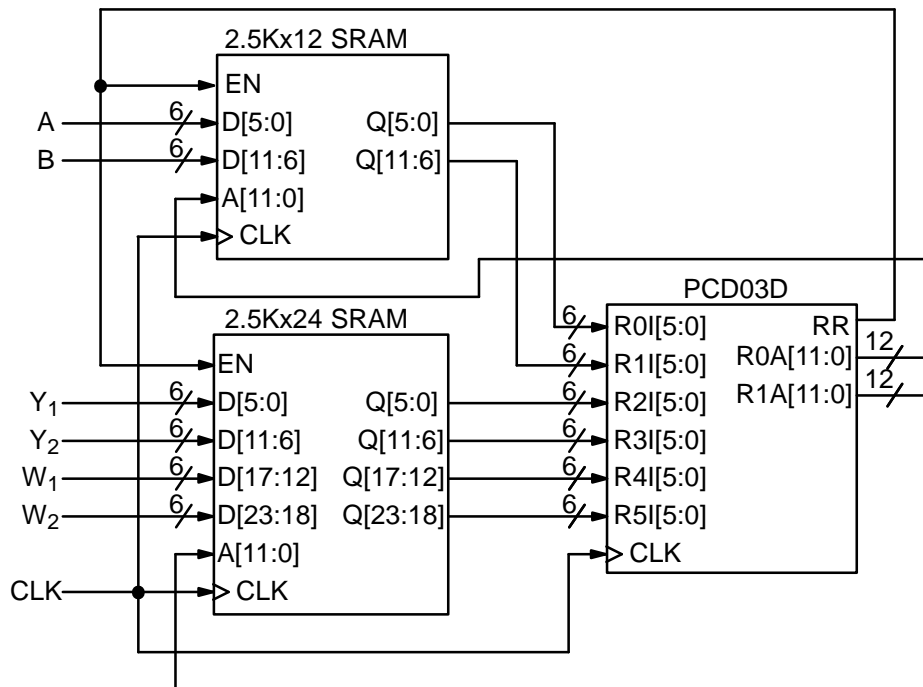 2.5Kx12 SRAM
EN
A 6 D[5:0] Q[5:0]
B 6 D[11:6] Q[11:6]
A[11:0]
CLK
PCD03D
6 R0I[5:0] RR
6 R1I[5:0] R0A[11:0] 12
6 R2I[5:0] R1A[11:0] 12
6 R3I[5:0]
6 R4I[5:0]
6 R5I[5:0]
CLK
2.5Kx24 SRAM
EN
Y1 6 D[5:0] Q[5:0]
Y2 6 D[11:6] Q[11:6]
W1 6 D[17:12] Q[17:12]
W2 6 D[23:18] Q[23:18]
A[11:0]
CLK CLK